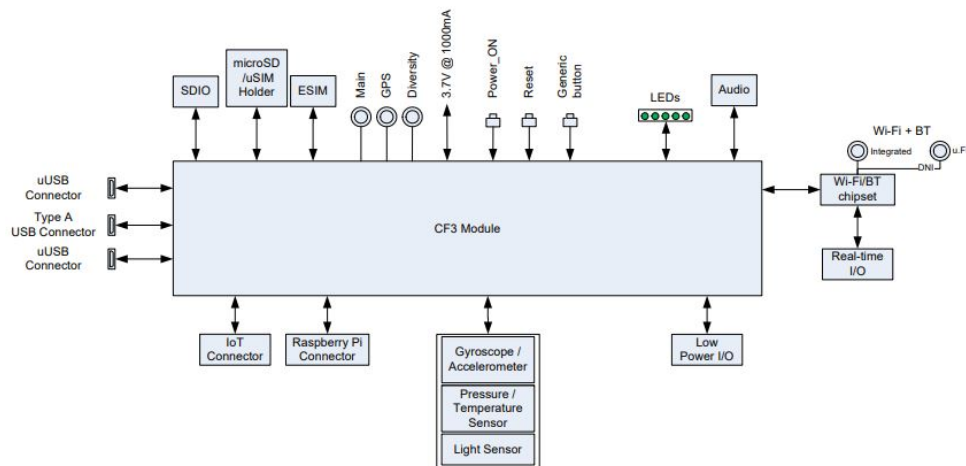 SDIO
microSD
/uSIM
Holder
ESIM
Main
GPS
Diversity
3.7V @ 1000mA
Power_ON
Reset
Generic
button
LEDs
Audio
Wi-Fi + BT
Integrated
u.F
DNI
Wi-Fi/BT
chipset
Real-time
I/O
uUSB
Connector
Type A
USB Connector
uUSB
Connector
CF3 Module
IoT
Connector
Raspberry Pi
Connector
Gyroscope /
Accelerometer
Pressure /
Temperature
Sensor
Light Sensor
Low
Power I/O